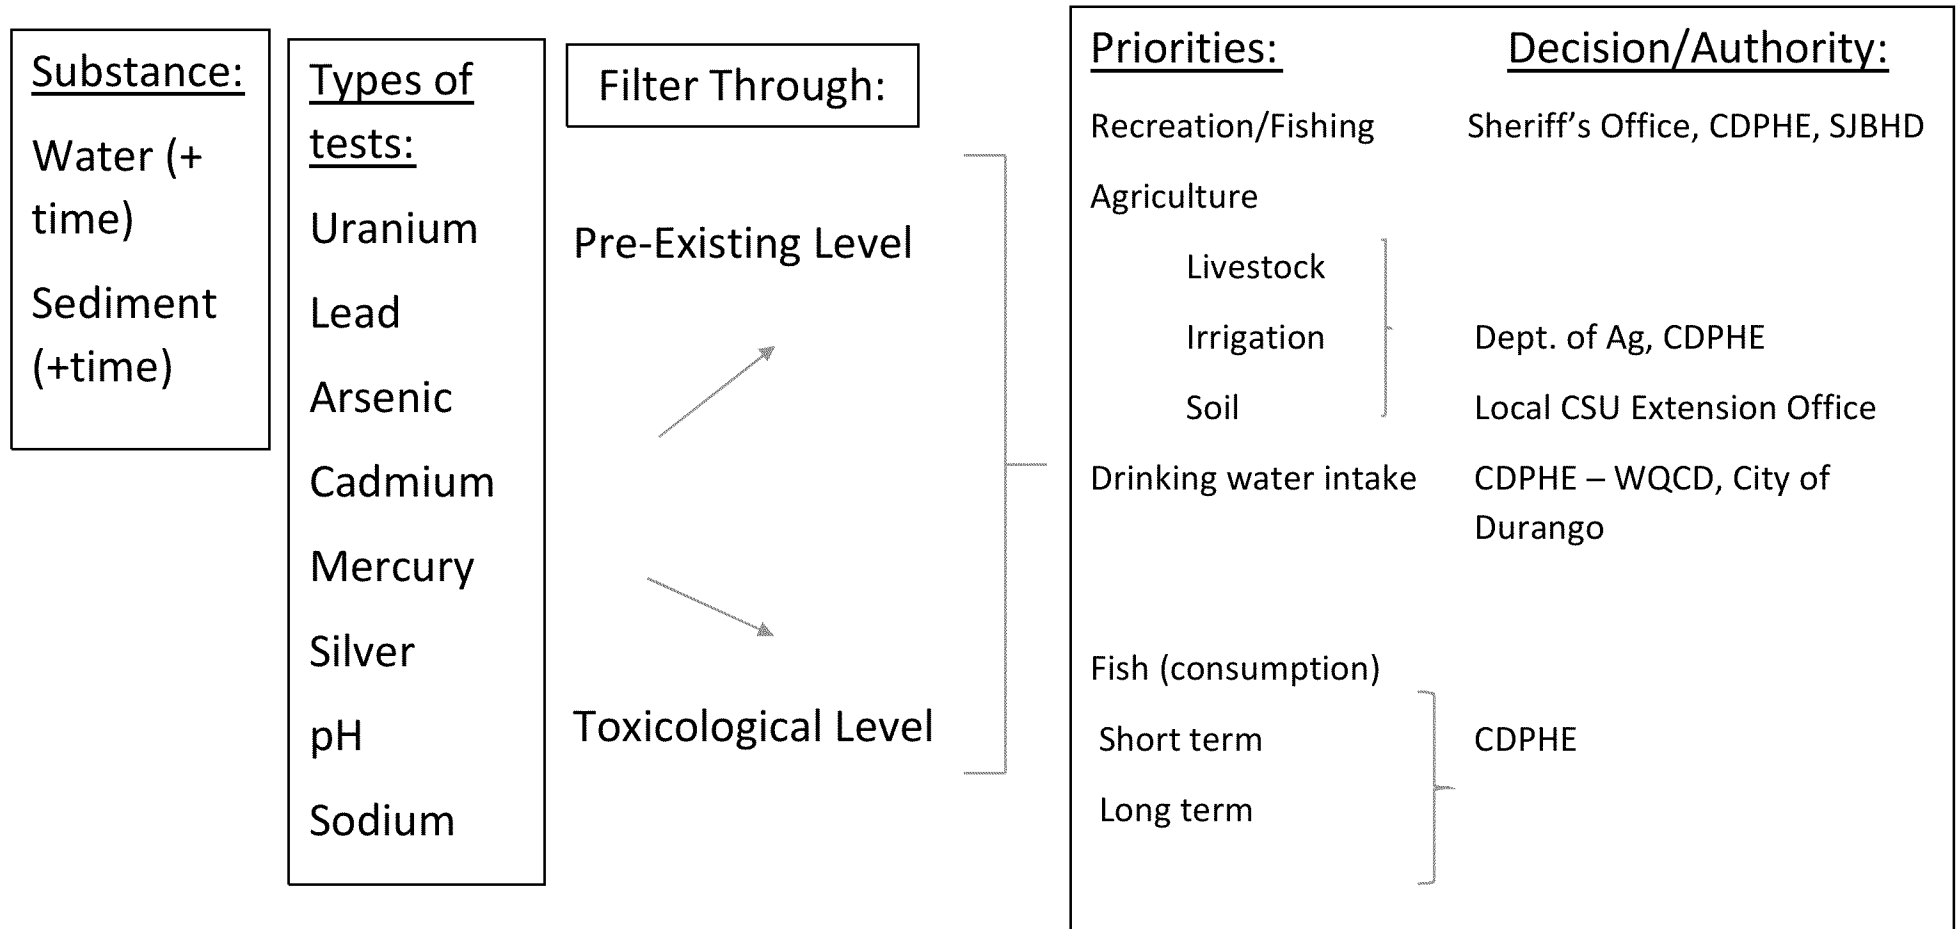 Substance:
Water (+
time)
Sediment
(+time)
Types of
tests:
Uranium
Lead
Arsenic
Cadmium
Mercury
Silver
pH
Sodium
Filter Through:
Pre-Existing Level
Toxicological Level
Priorities: Decision/Authority:
Recreation/Fishing Sheriff’s Office, CDPHE, SJBHD
Agriculture
Livestock
Irrigation Dept. of Ag, CDPHE
Soil Local CSU Extension Office
Drinking water intake CDPHE – WQCD, City of
Durango
Fish (consumption)
Short term CDPHE
Long term